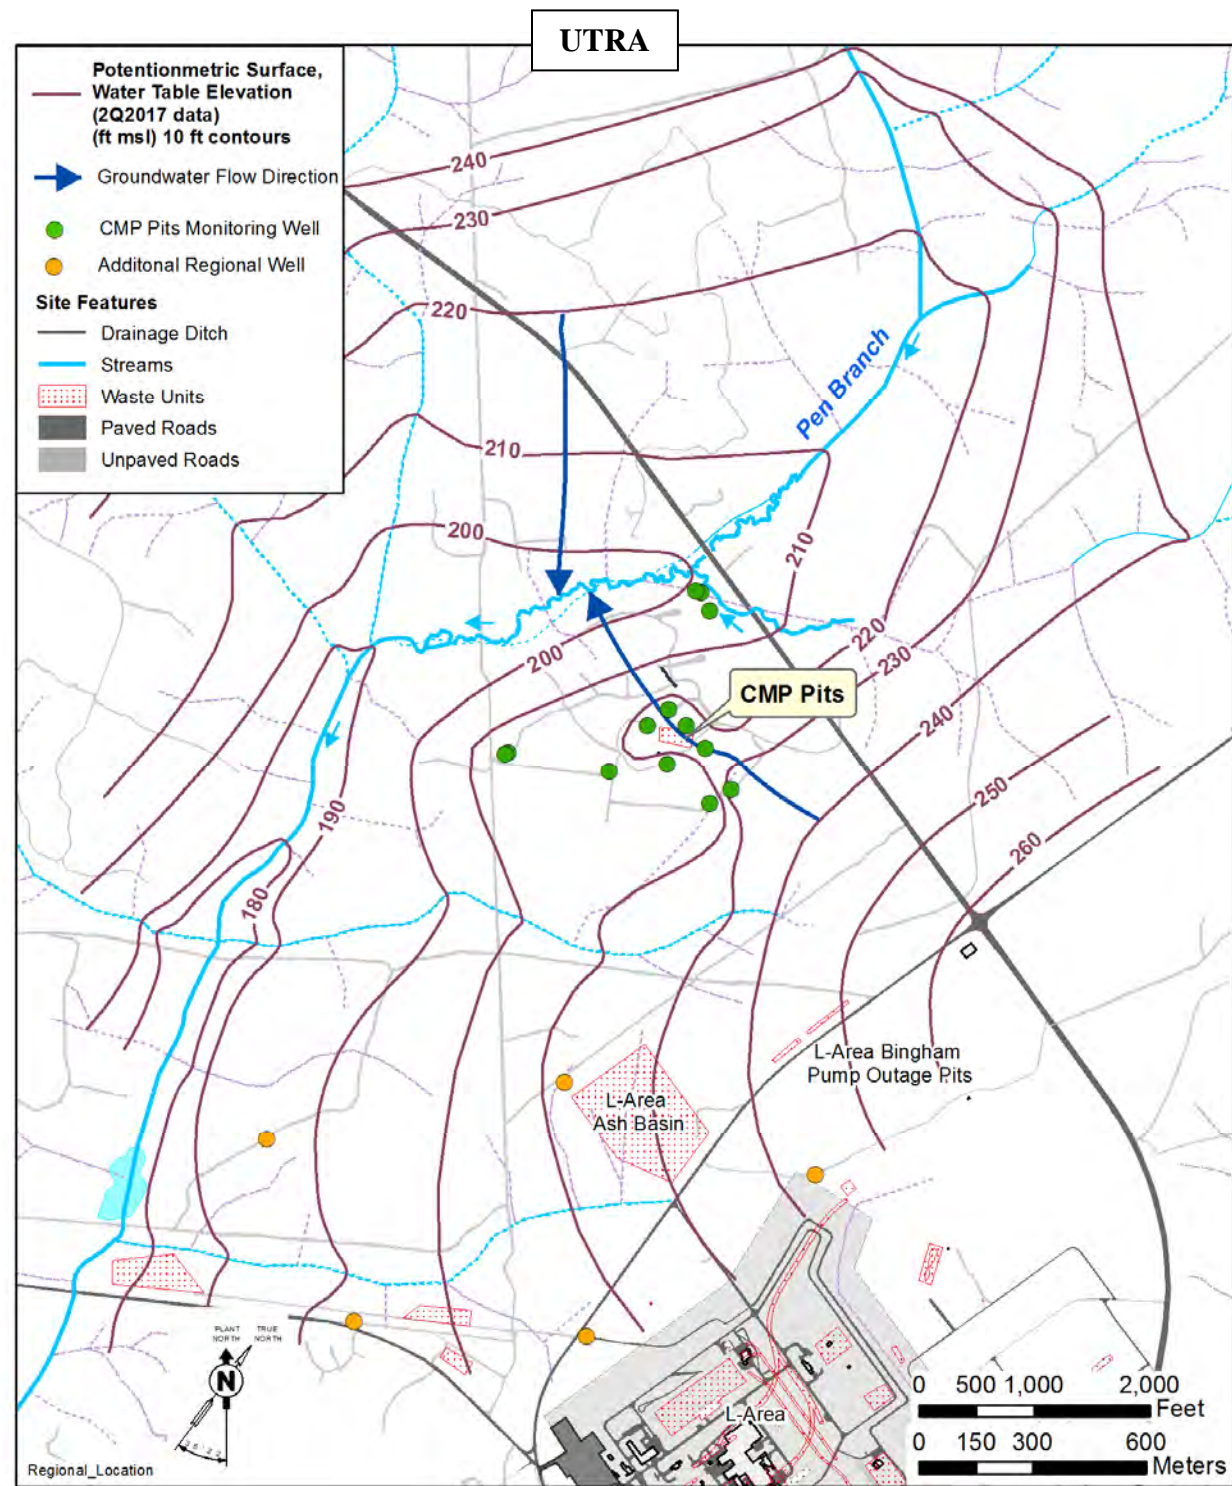 UTRA
Potentionmetric Surface,
Water Table Elevation
(2Q2017 data)
(ft msl) 10 ft contours
Groundwater Flow Direction
CMP Pits Monitoring Well
Additonal Regional Well
Site Features
Drainage Ditch
Streams
Waste Units
Paved Roads
Unpaved Roads
240
230
220
Pen Branch
210
200
210
200
220
230
CMP Pits
240
250
190
260
180
L-Area Bingham
Pump Outage Pits
L-Area
Ash Basin
PLANT
NORTH
TRUE
NORTH
N
L-Area
0 500 1,000 2,000
Feet
0 150 300 600
Meters
Regional_Location